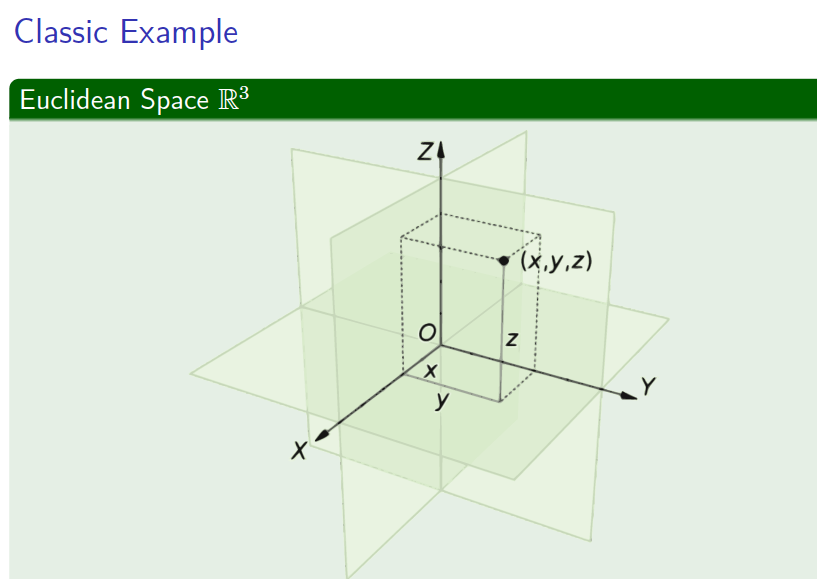 Classic Example
Euclidean Space ℝ³
Z
(x,y,z)
O
z
x
y
Y
X